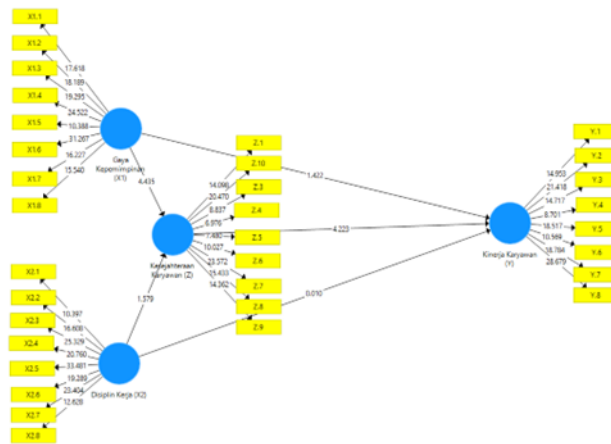 X1.1
X1.2
X1.3
X1.4
X1.5
X1.6
X1.7
X1.8
17.618
18.189
19.295
24.522
10.388
31.267
16.227
15.540
Gaya
Kepemimpinan
(X1)
4.435
1.422
Z.1
Z.10
Z.3
Z.4
Z.5
Z.6
Z.7
Z.8
Z.9
14.098
20.470
8.837
6.976
7.480
10.027
23.572
15.433
14.562
Kesejahteraan
Karyawan (Z)
4.223
Y.1
Y.2
Y.3
Y.4
Y.5
Y.6
Y.7
Y.8
14.953
21.418
14.717
8.701
18.517
10.569
18.784
28.679
Kinerja Karyawan
(Y)
X2.1
X2.2
X2.3
X2.4
X2.5
X2.6
X2.7
X2.8
10.397
16.608
25.329
20.760
33.481
19.289
23.404
12.628
Disiplin Kerja (X2)
1.579
0.010